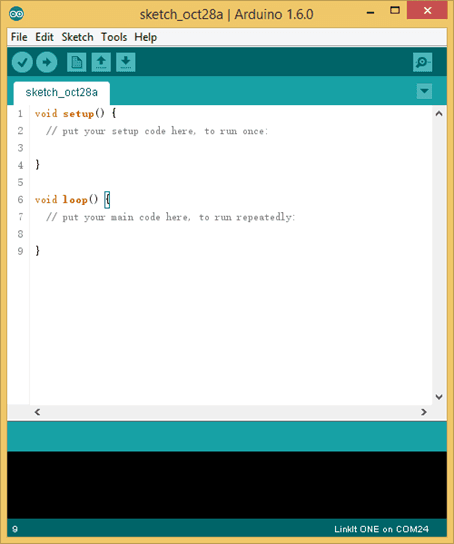 sketch_oct28a | Arduino 1.6.0
File Edit Sketch Tools Help
sketch_oct28a
1 void setup() {
2 // put your setup code here, to run once:
3
4 }
5
6 void loop() {
7 // put your main code here, to run repeatedly:
8
9 }
9 LinkIt ONE on COM24